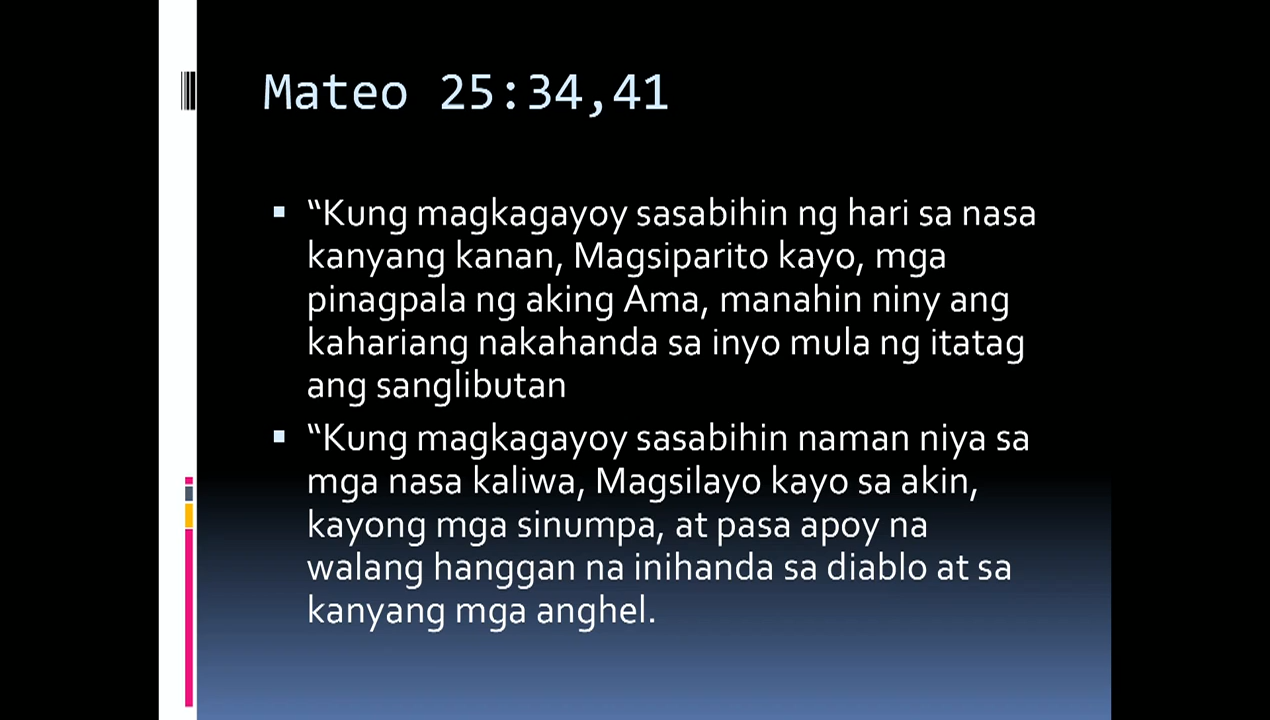 Mateo 25:34,41
▪ “Kung magkagayoy sasabihin ng hari sa nasa
kanyang kanan, Magsiparito kayo, mga
pinagpala ng aking Ama, manahin niny ang
kahariang nakahanda sa inyo mula ng itatag
ang sanglibutan
▪ “Kung magkagayoy sasabihin naman niya sa
mga nasa kaliwa, Magsilayo kayo sa akin,
kayong mga sinumpa, at pasa apoy na
walang hanggan na inihanda sa diablo at sa
kanyang mga anghel.